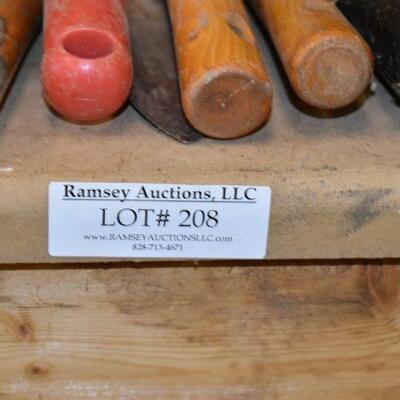 Ramsey Auctions, LLC
LOT# 208
www.RAMSEYAUCTIONSLLC.com
828-713-4671